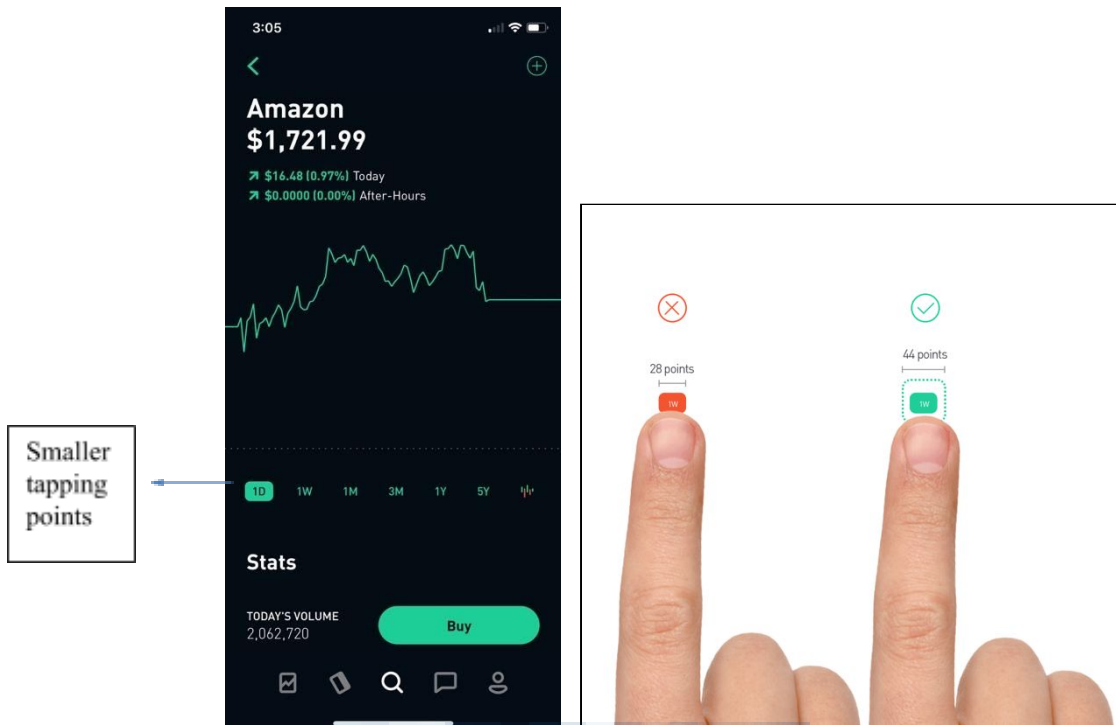 Smaller
tapping
points
3:05
Amazon
$1,721.99
$16.48 (0.97%) Today
$0.0000 (0.00%) After-Hours
1D 1W 1M 3M 1Y 5Y
Stats
TODAY'S VOLUME
2,062,720
Buy
28 points
1W
44 points
1W